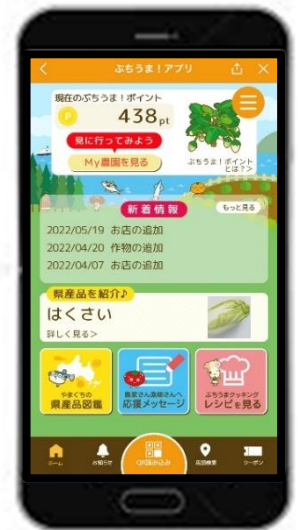 ぶちうま！アプリ
現在のぶちうま！ポイント
P 438pt
見に行ってみよう
My農園を見る
ぶちうま！ポイント
とは？>
新着情報
もっと見る
2022/05/19 お店の追加
2022/04/20 作物の追加
2022/04/07 お店の追加
県産品を紹介♪
はくさい
詳しく見る>
やまぐちの
県産品図鑑
農家さん漁師さんへ
応援メッセージ
ぶちうまクッキング
レシピを見る
ホーム
お知らせ
QR読み込み
店舗検索
クーポン